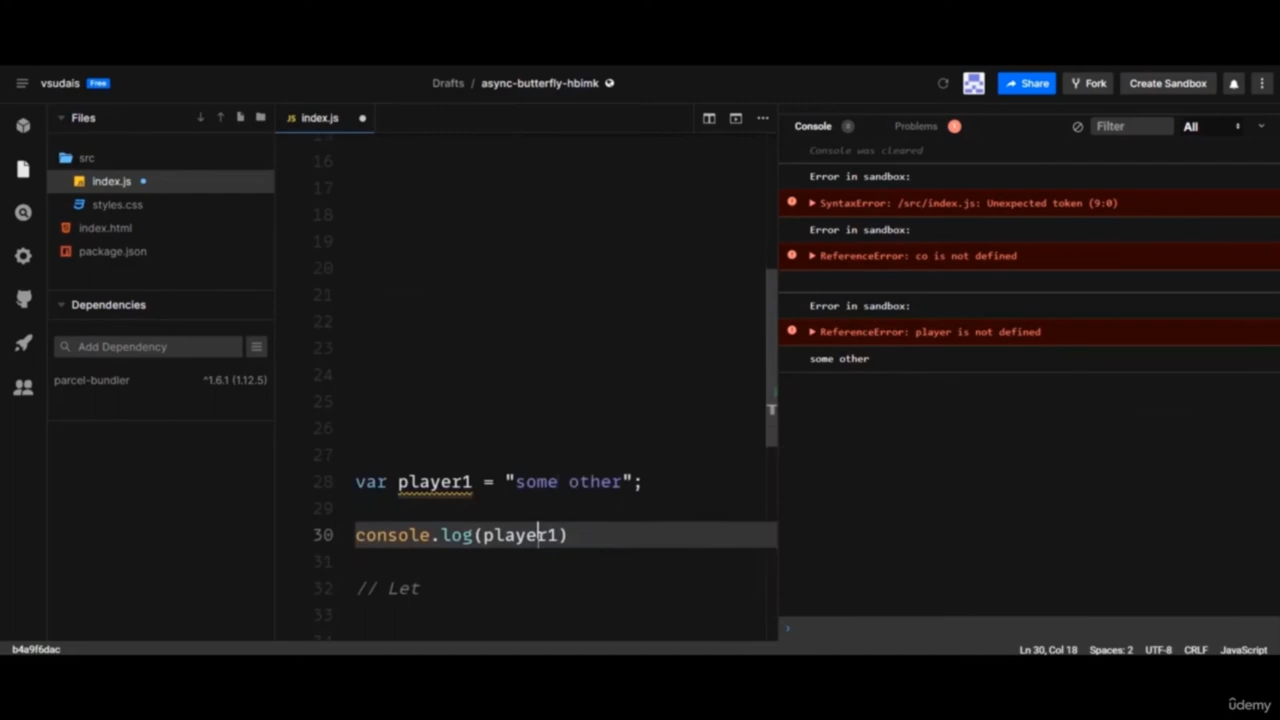 vsudais Free Drafts / async-butterfly-hbimk Share Fork Create Sandbox
Files
src
index.js
styles.css
index.html
package.json
Dependencies
Add Dependency
parcel-bundler ^1.6.1 (1.12.5)
b4a9f6dac
JS index.js
16
17
18
19
20
21
22
23
24
25
26
27
28 var player1 = "some other";
29
30 console.log(player1)
31
32 // Let
33
Console Problems Filter All
Console was cleared
Error in sandbox:
SyntaxError: /src/index.js: Unexpected token (9:0)
Error in sandbox:
ReferenceError: co is not defined
Error in sandbox:
ReferenceError: player is not defined
some other
Ln 30, Col 18 Spaces: 2 UTF-8 CRLF JavaScript
ûdemy